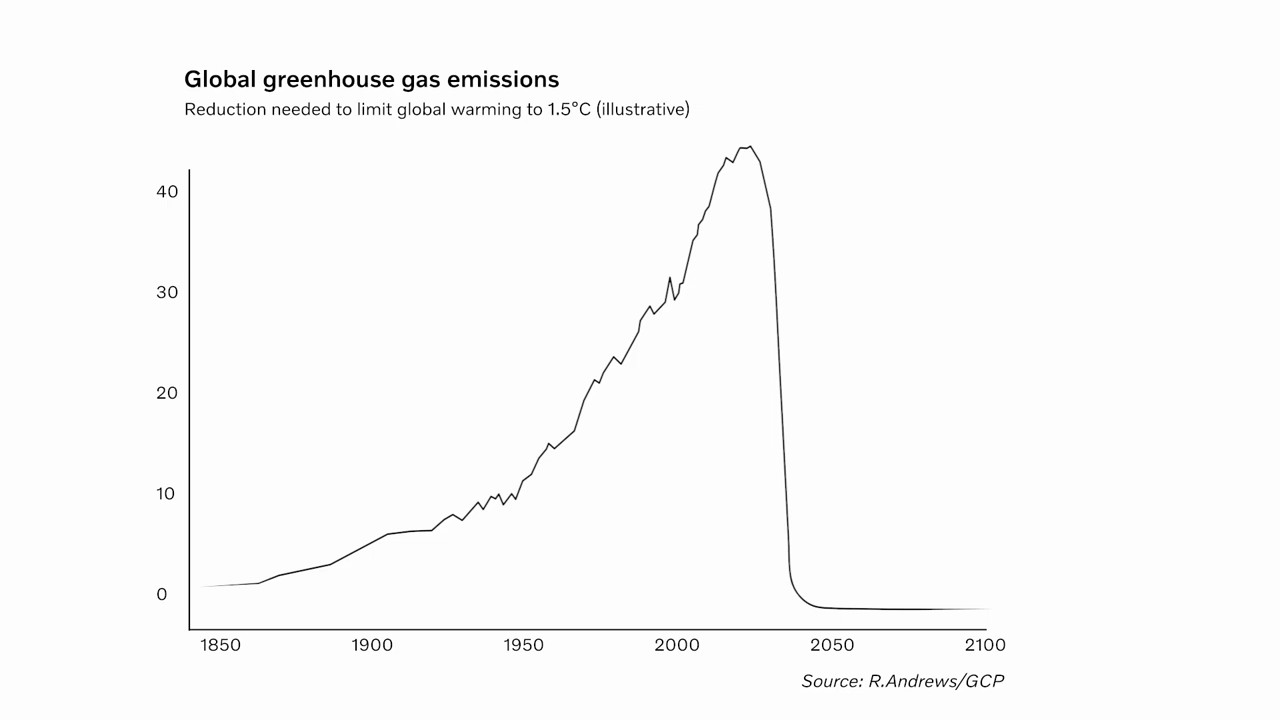 Global greenhouse gas emissions
Reduction needed to limit global warming to 1.5°C (illustrative)
40
30
20
10
0
1850 1900 1950 2000 2050 2100
Source: R.Andrews/GCP